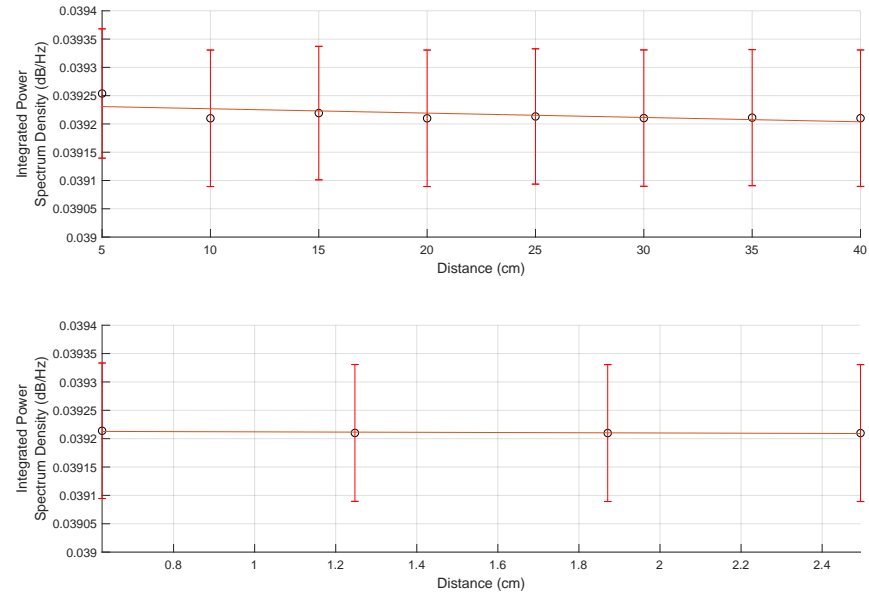 Integrated Power
Spectrum Density (dB/Hz)
0.0394
0.03935
0.0393
0.03925
0.0392
0.03915
0.0391
0.03905
0.039
5 10 15 20 25 30 35 40
Distance (cm)
Integrated Power
Spectrum Density (dB/Hz)
0.0394
0.03935
0.0393
0.03925
0.0392
0.03915
0.0391
0.03905
0.039
0.8 1 1.2 1.4 1.6 1.8 2 2.2 2.4
Distance (cm)